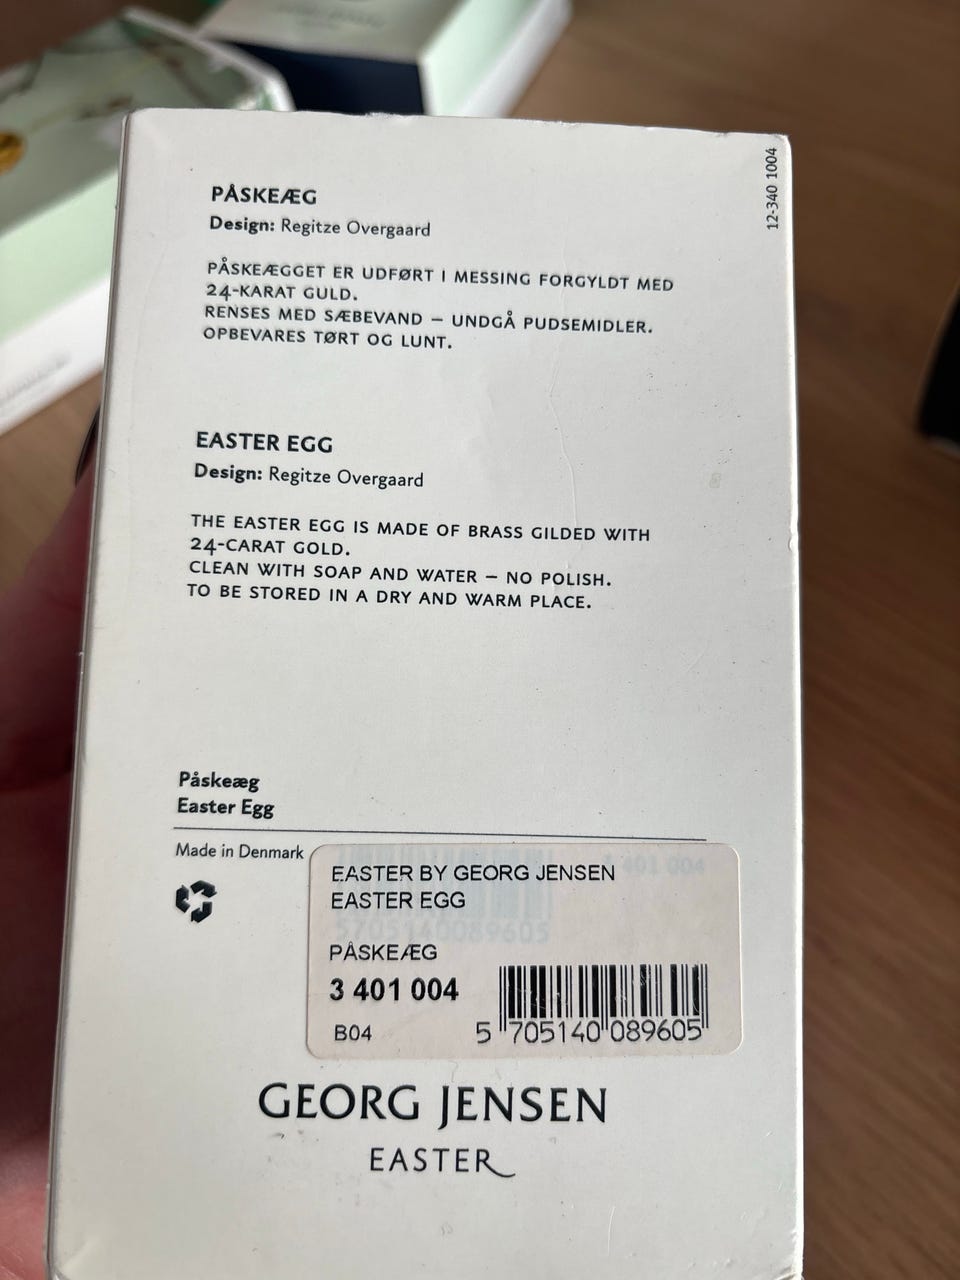 12-340 1004
PÅSKEÆG
Design: Regitze Overgaard
PÅSKEÆGGET ER UDFØRT I MESSING FORGYLDT MED
24-KARAT GULD.
RENSES MED SÆBEVAND – UNDGÅ PUDSEMIDLER.
OPBEVARES TØRT OG LUNT.
EASTER EGG
Design: Regitze Overgaard
THE EASTER EGG IS MADE OF BRASS GILDED WITH
24-CARAT GOLD.
CLEAN WITH SOAP AND WATER – NO POLISH.
TO BE STORED IN A DRY AND WARM PLACE.
Påskeæg
Easter Egg
Made in Denmark
EASTER BY GEORG JENSEN
EASTER EGG
PÅSKEÆG
3 401 004
B04
5 705140 089605
401 004
5705140089605
GEORG JENSEN
EASTER